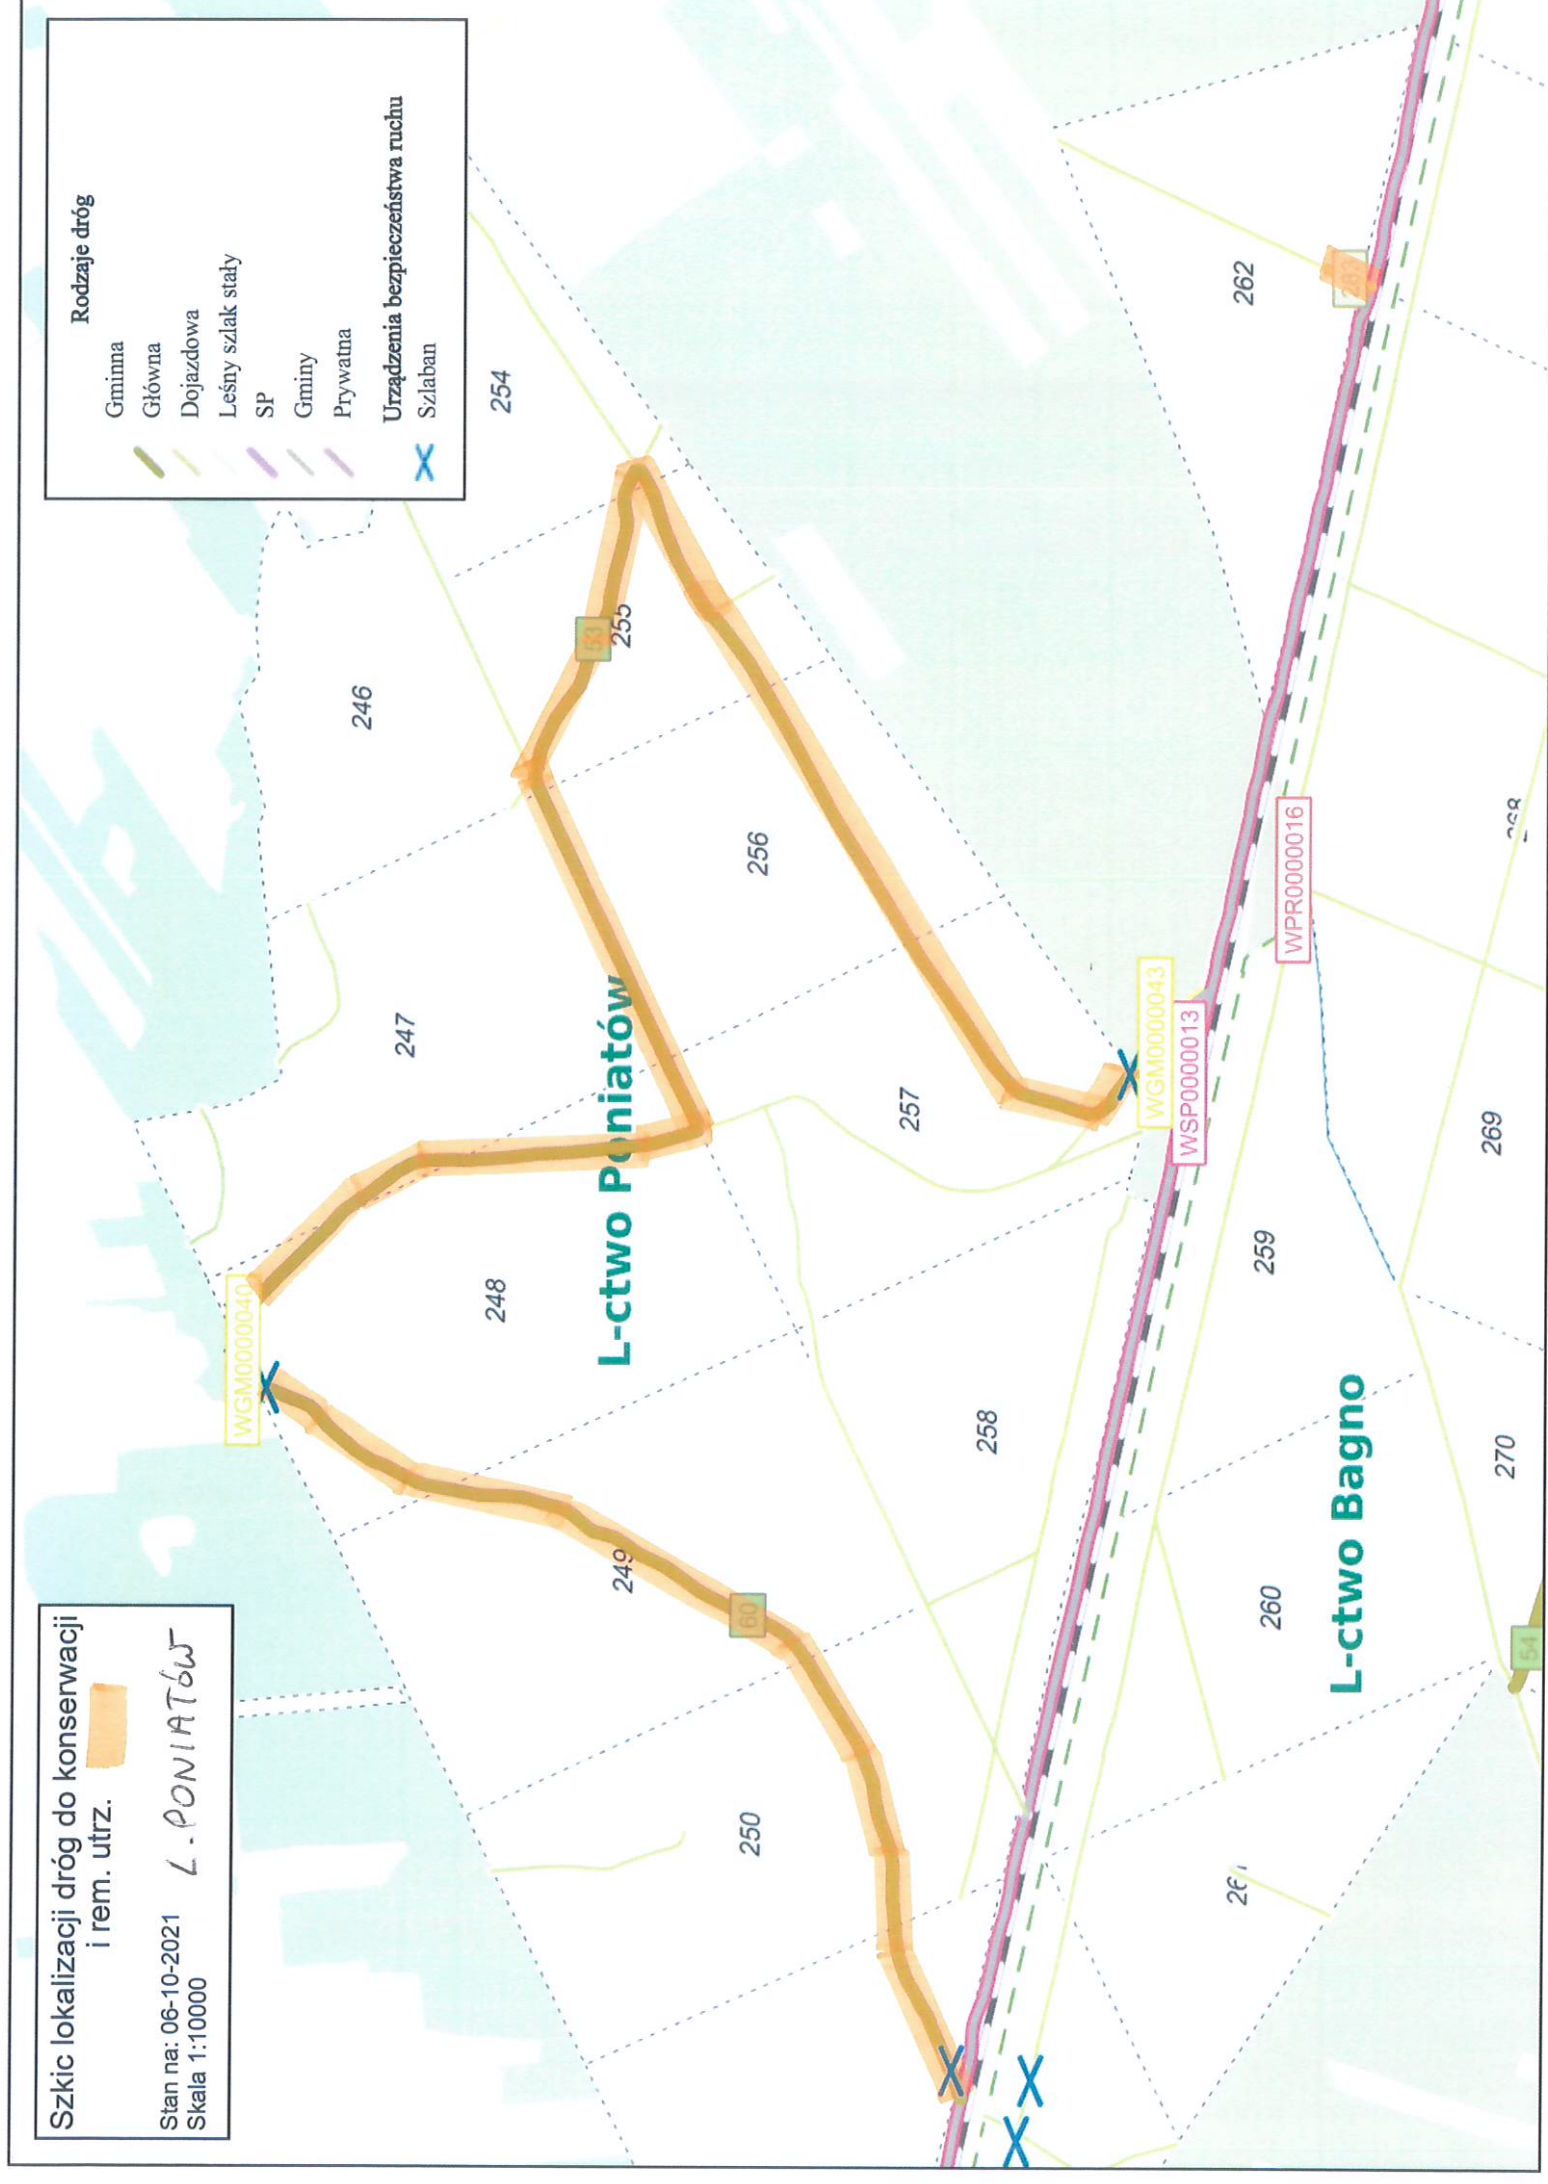 Szkic lokalizacji dróg do konserwacji
i rem. utrz.
Stan na: 06-10-2021 L. PONIATÓW
Skala 1:10000
Rodzaje dróg
Gminna
Główna
Dojazdowa
Leśny szlak stały
SP
Gminy
Prywatna
Urządzenia bezpieczeństwa ruchu
Szlaban
WGM0000040
246
247
248
254
53
255
249
L-ctwo Poniatów
60
250
256
257
258
WGM0000043
WSP0000013
WPR0000016
262
283
259
260
L-ctwo Bagno
268
269
270
54